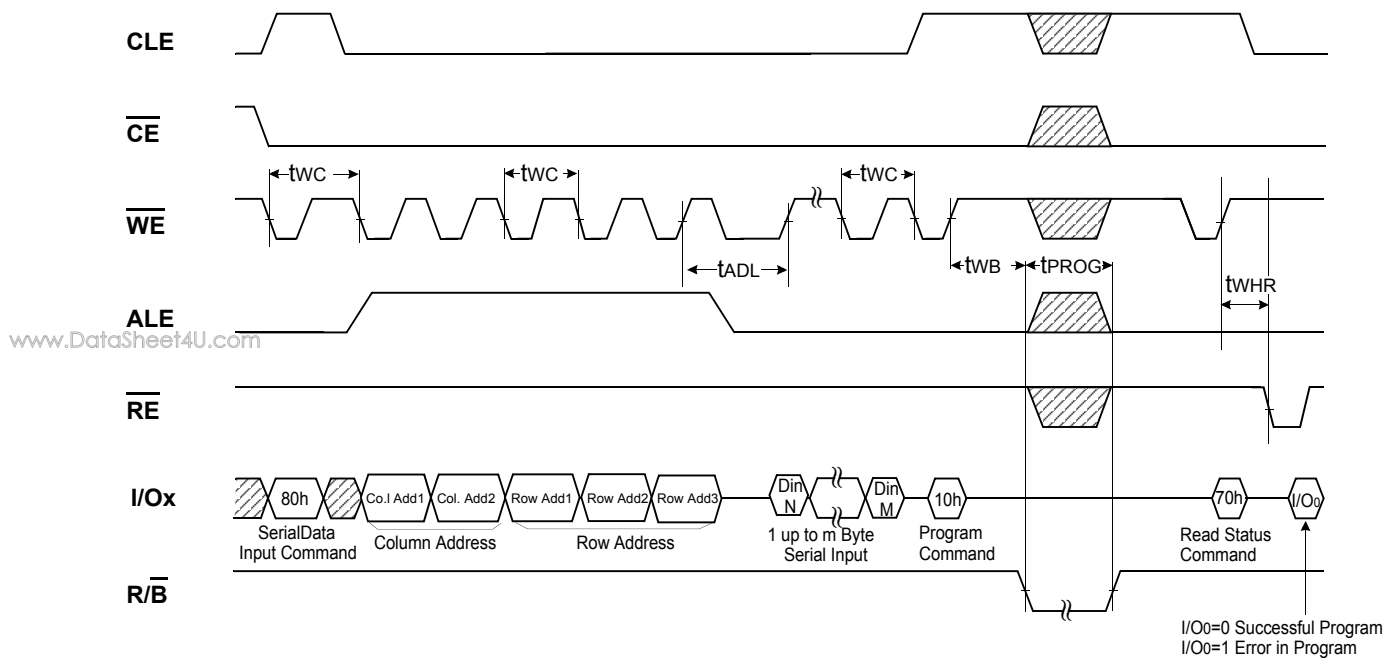 CLE
CE
tWC
tWC
tWC
WE
tADL
tWB
tPROG
tWHR
ALE
www.DataSheet4U.com
RE
I/Ox
80h
Co.l Add1
Col. Add2
Row Add1
Row Add2
Row Add3
Din
N
Din
M
10h
70h
I/O0
SerialData
Input Command
Column Address
Row Address
1 up to m Byte
Serial Input
Program
Command
Read Status
Command
R/B
I/O0=0 Successful Program
I/O0=1 Error in Program